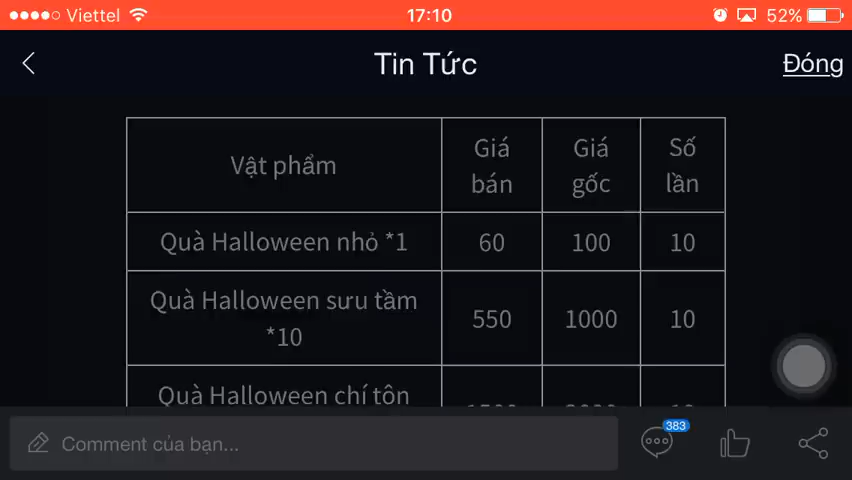 Viettel 17:10 52%
Tin Tức Đóng
Vật phẩm Giá bán Giá gốc Số lần
Quà Halloween nhỏ *1 60 100 10
Quà Halloween sưu tầm
*10 550 1000 10
Quà Halloween chí tôn
Comment của bạn... 383